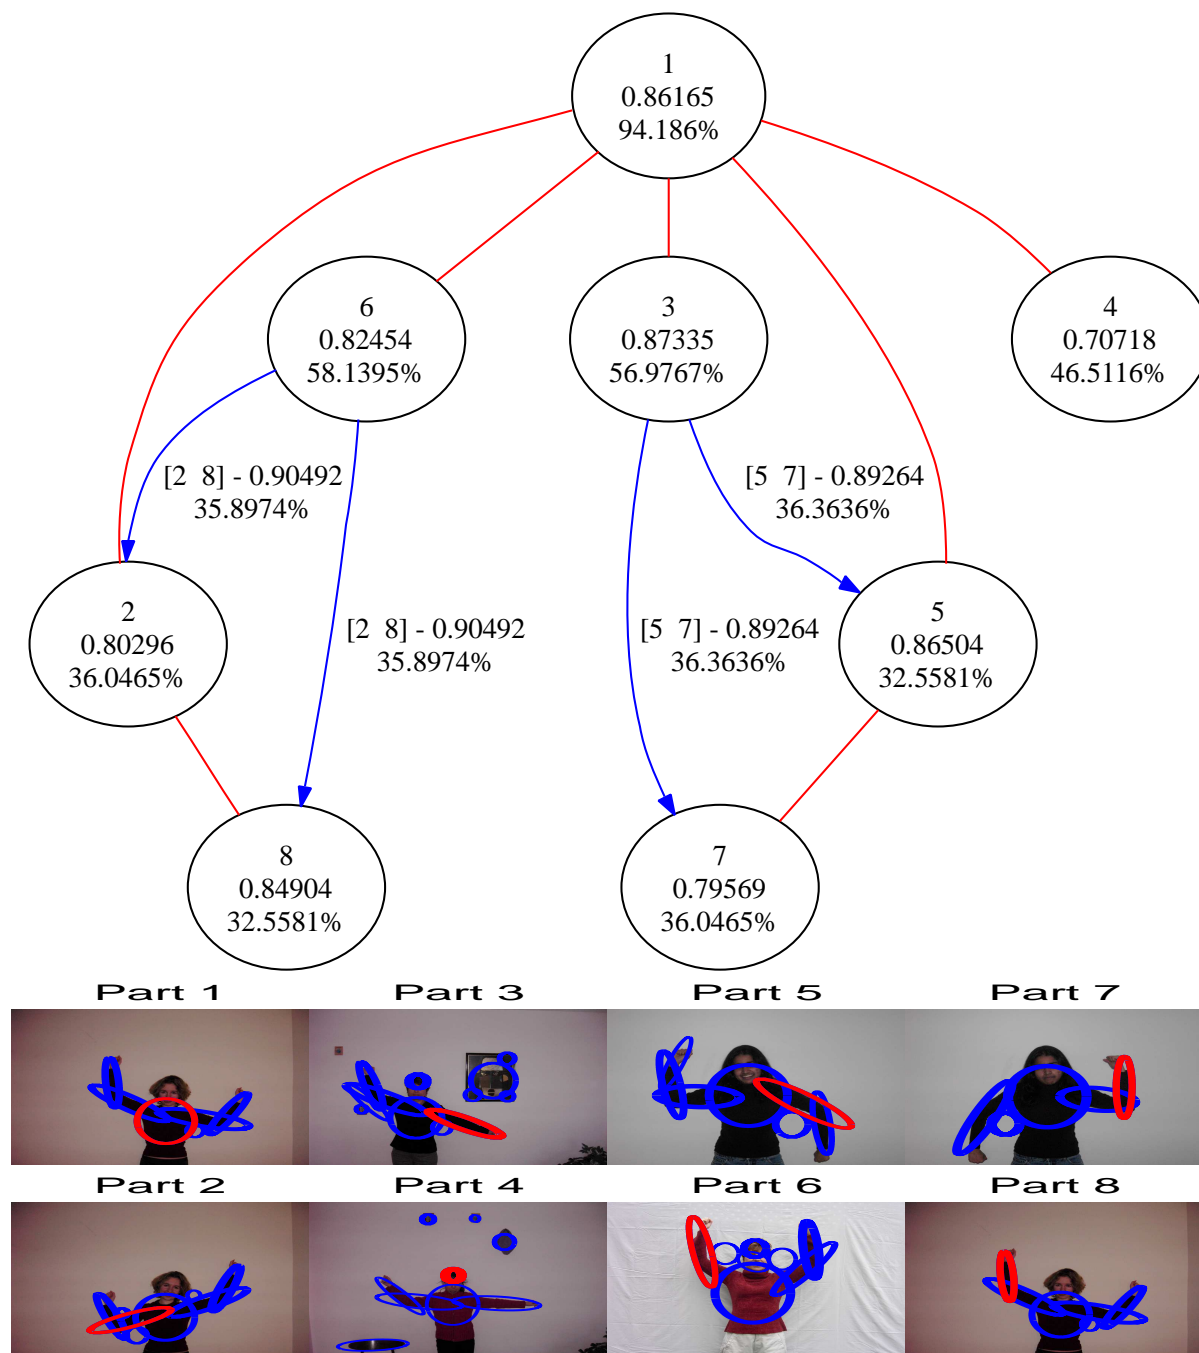 1
0.86165
94.186%
6
0.82454
58.1395%
3
0.87335
56.9767%
4
0.70718
46.5116%
[2 8] - 0.90492
35.8974%
[5 7] - 0.89264
36.3636%
2
0.80296
36.0465%
[2 8] - 0.90492
35.8974%
[5 7] - 0.89264
36.3636%
5
0.86504
32.5581%
8
0.84904
32.5581%
7
0.79569
36.0465%
Part 1
Part 3
Part 5
Part 7
Part 2
Part 4
Part 6
Part 8